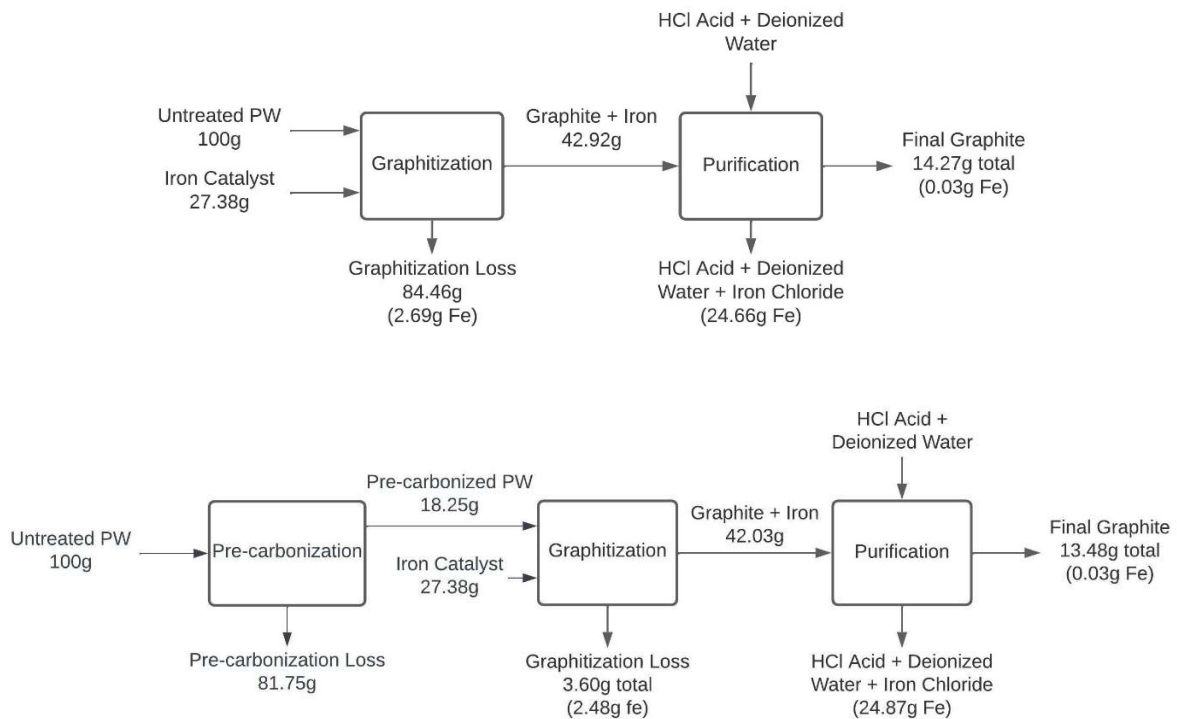 HCl Acid + Deionized
Water
Untreated PW
100g
Iron Catalyst
27.38g
Graphitization
Graphite + Iron
42.92g
Purification
Final Graphite
14.27g total
(0.03g Fe)
Graphitization Loss
84.46g
(2.69g Fe)
HCl Acid + Deionized
Water + Iron Chloride
(24.66g Fe)
HCl Acid +
Deionized Water
Untreated PW
100g
Pre-carbonization
Pre-carbonized PW
18.25g
Iron Catalyst
27.38g
Graphitization
Graphite + Iron
42.03g
Purification
Final Graphite
13.48g total
(0.03g Fe)
Pre-carbonization Loss
81.75g
Graphitization Loss
3.60g total
(2.48g fe)
HCl Acid + Deionized
Water + Iron Chloride
(24.87g Fe)